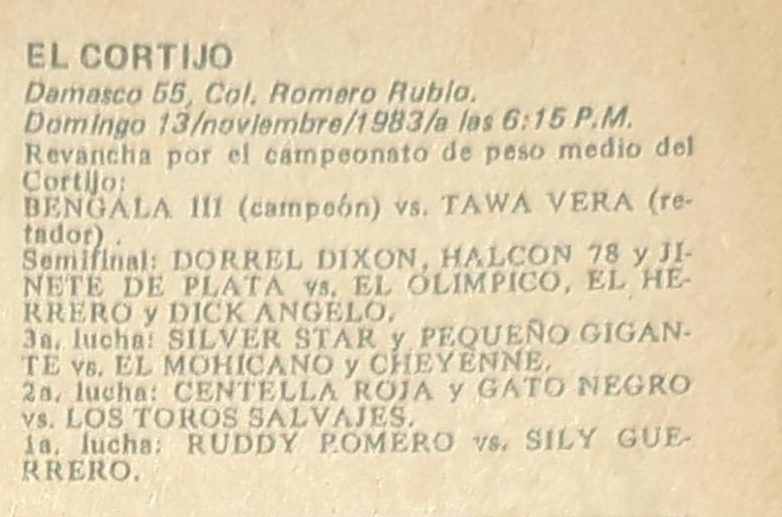 EL CORTIJO
Damasco 55, Col. Romero Rubio.
Domingo 13/noviembre/1983/a las 6:15 P.M.
Revancha por el campeonato de peso medio del
Cortijo:
BENGALA III (campeón) vs. TAWA VERA (re-
tador).
Semifinal: DORREL DIXON, HALCON 78 y JI-
NETE DE PLATA vs. EL OLIMPICO, EL HE-
RRERO y DICK ANGELO.
3a. lucha: SILVER STAR y PEQUEÑO GIGAN-
TE vs. EL MOHICANO y CHEYENNE.
2a. lucha: CENTELLA ROJA y GATO NEGRO
vs. LOS TOROS SALVAJES.
1a. lucha: RUDDY ROMERO vs. SILY GUE-
RRERO.